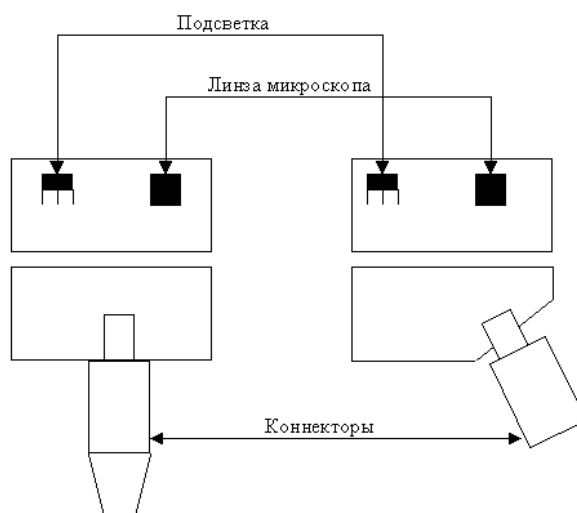 Подсветка
Линза микроскопа
Коннекторы